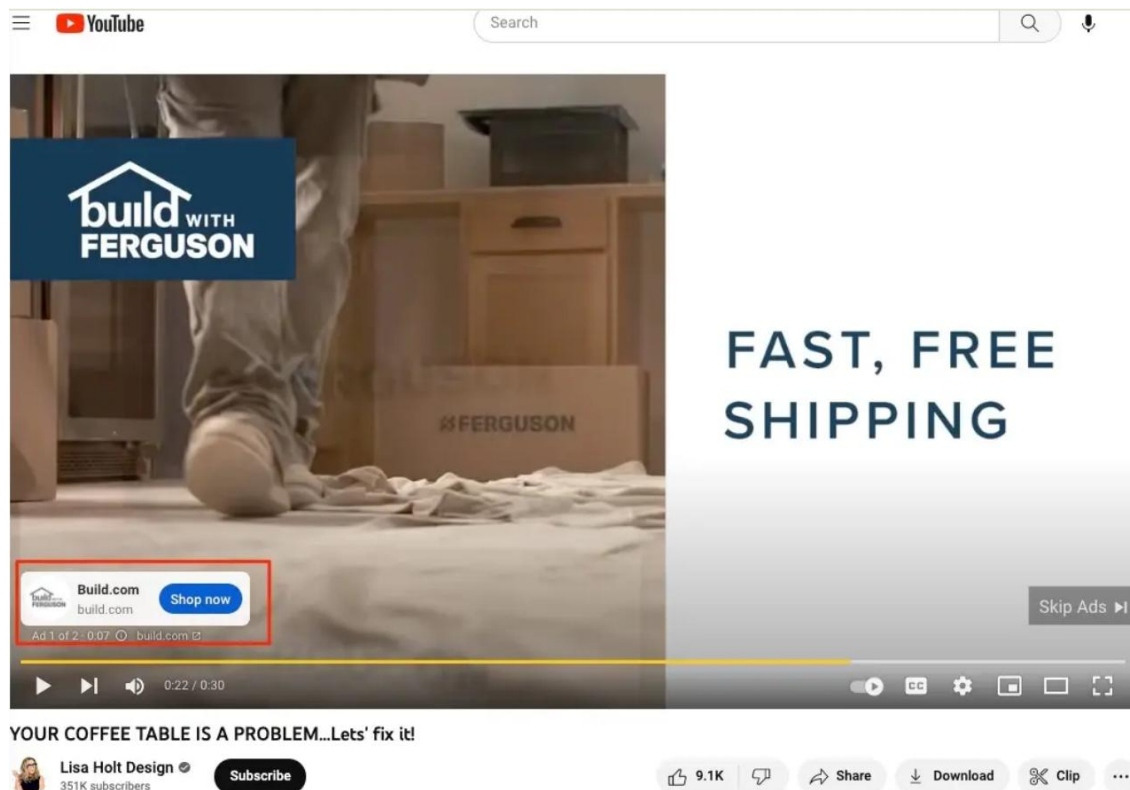 YouTube
Search
build WITH
FERGUSON
FAST, FREE
SHIPPING
FERGUSON
Build.com
build.com
Shop now
Skip Ads
Ad 1 of 2 · 0:07 build.com
0:22 / 0:30
CC
YOUR COFFEE TABLE IS A PROBLEM...Lets' fix it!
Lisa Holt Design
351K subscribers
Subscribe
9.1K
Share
Download
Clip